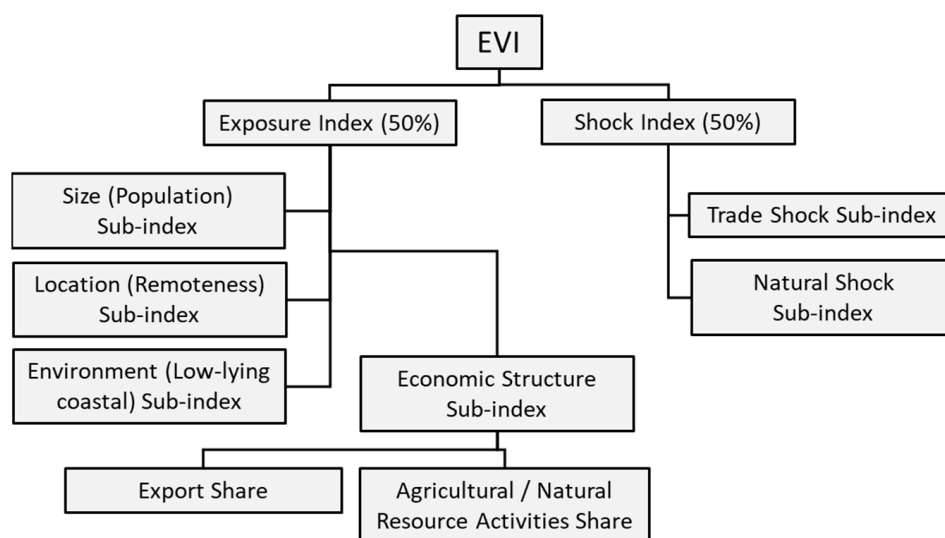 EVI
Exposure Index (50%)
Shock Index (50%)
Size (Population)
Sub-index
Trade Shock Sub-index
Location (Remoteness)
Sub-index
Natural Shock
Sub-index
Environment (Low-lying
coastal) Sub-index
Economic Structure
Sub-index
Export Share
Agricultural / Natural
Resource Activities Share